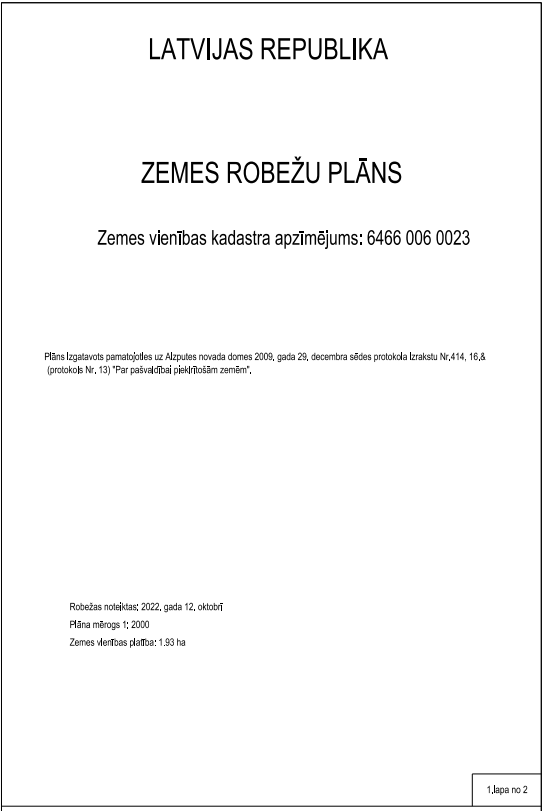 LATVIJAS REPUBLIKA
ZEMES ROBEŽU PLĀNS
Zemes vienības kadastra apzīmējums: 6466 006 0023
Plāns Izgatavots pamatojoties uz Aizputes novada domes 2009. gada 29. decembra sēdes protokola Izrakstu Nr.414, 16.&
(protokols Nr. 13) "Par pašvaldībai piekrītošām zemēm".
Robežas noteiktas: 2022. gada 12. oktobrī
Plāna mērogs 1: 2000
Zemes vienības platība: 1.93 ha
1.lapa no 2